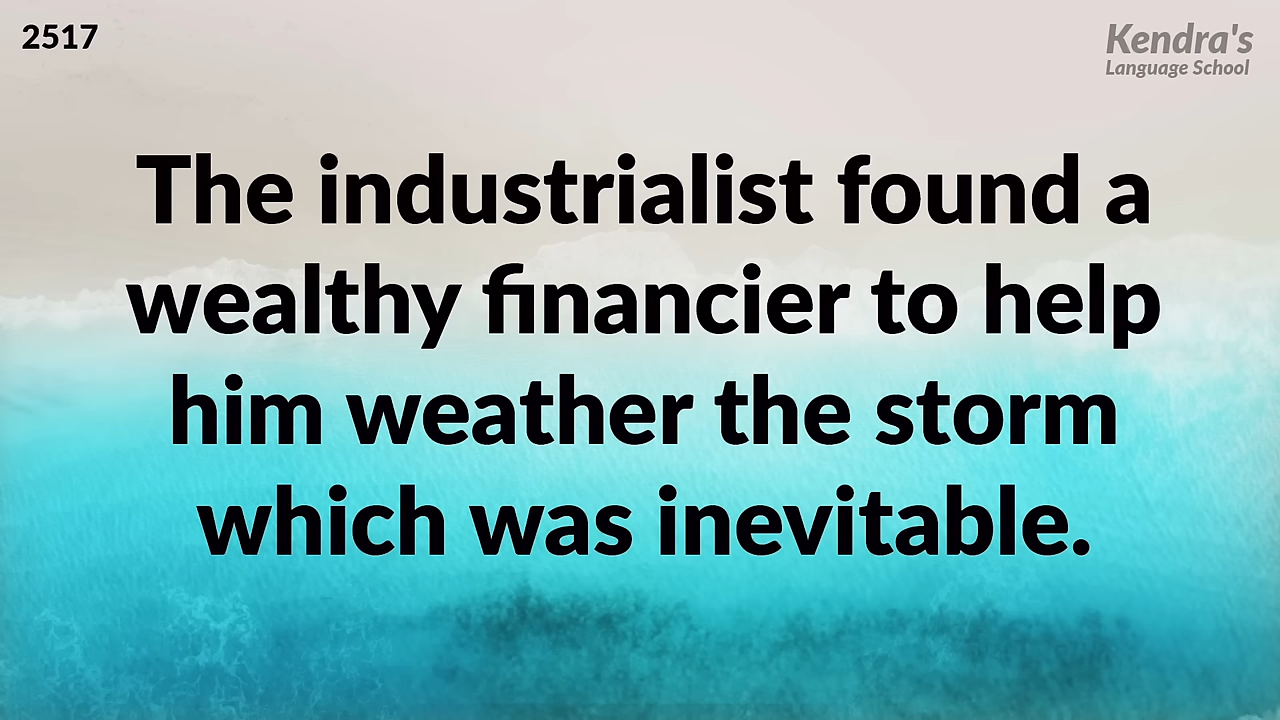 2517
Kendra's
Language School
The industrialist found a
wealthy financier to help
him weather the storm
which was inevitable.